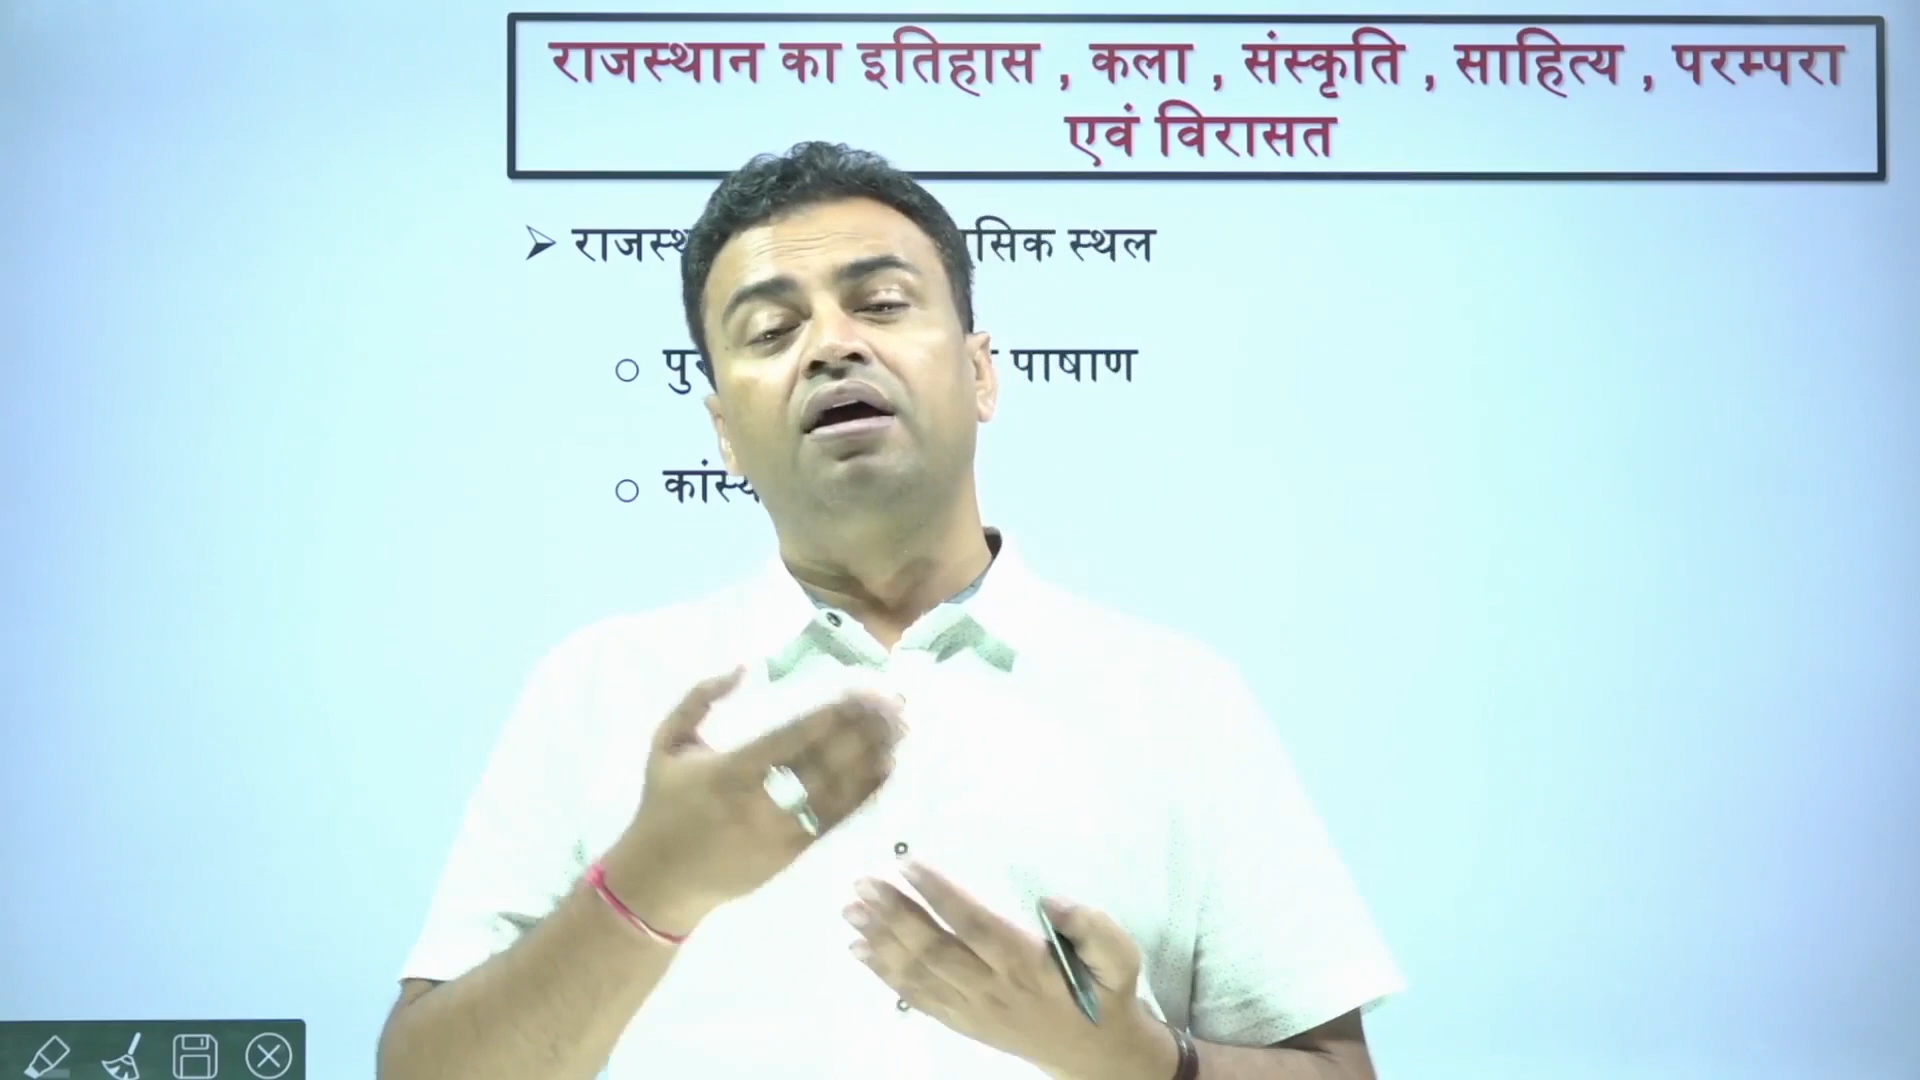 राजस्थान का इतिहास , कला , संस्कृति , साहित्य , परम्परा
एवं विरासत
स्थल
पाषाण